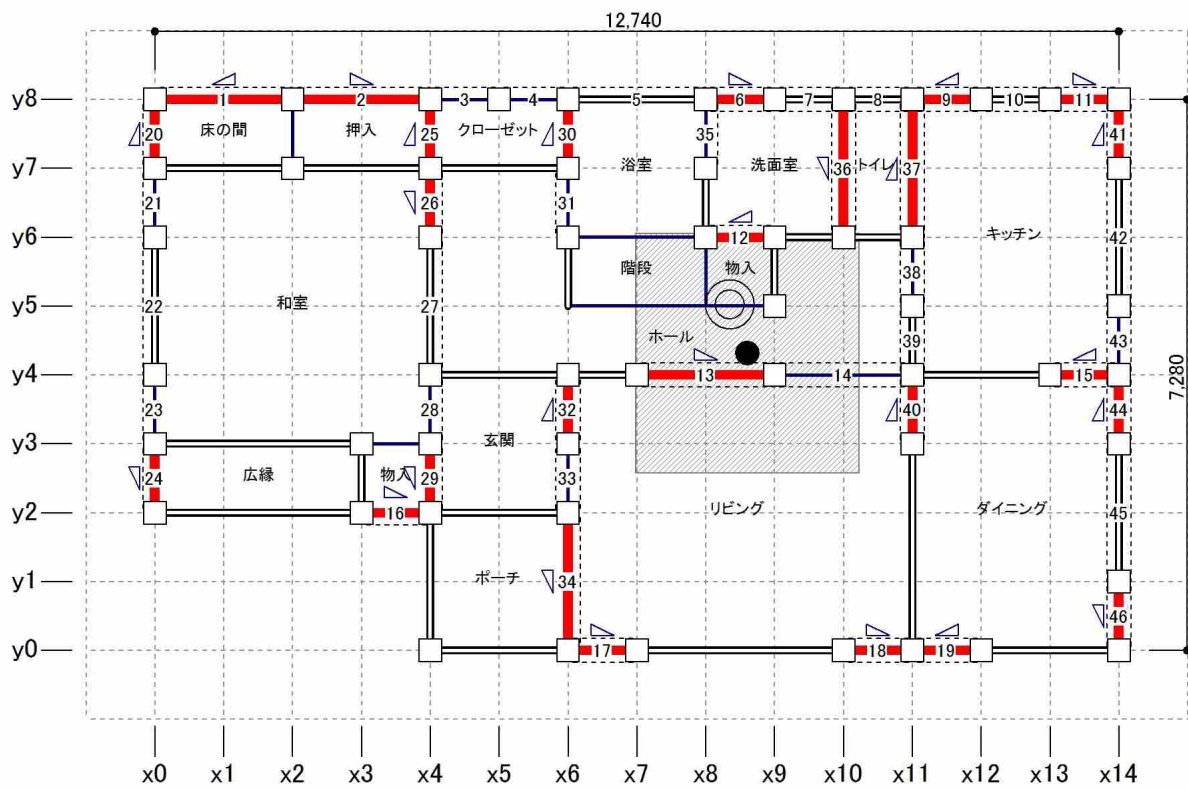 12,740
y8
1
2
3
4
5
6
7
8
9
10
11
20
床の間
押入
25
クローゼット
30
35
41
y7
浴室
洗面室
36
トイレ
37
21
26
31
y6
12
キッチン
42
階段
物入
38
y5
22
和室
27
ホール
39
43
y4
13
14
15
7,280
23
28
玄関
32
40
44
y3
24
広縁
物入
29
33
y2
16
リビング
ダイニング
45
y1
ポーチ
34
46
y0
17
18
19
x0
x1
x2
x3
x4
x5
x6
x7
x8
x9
x10
x11
x12
x13
x14